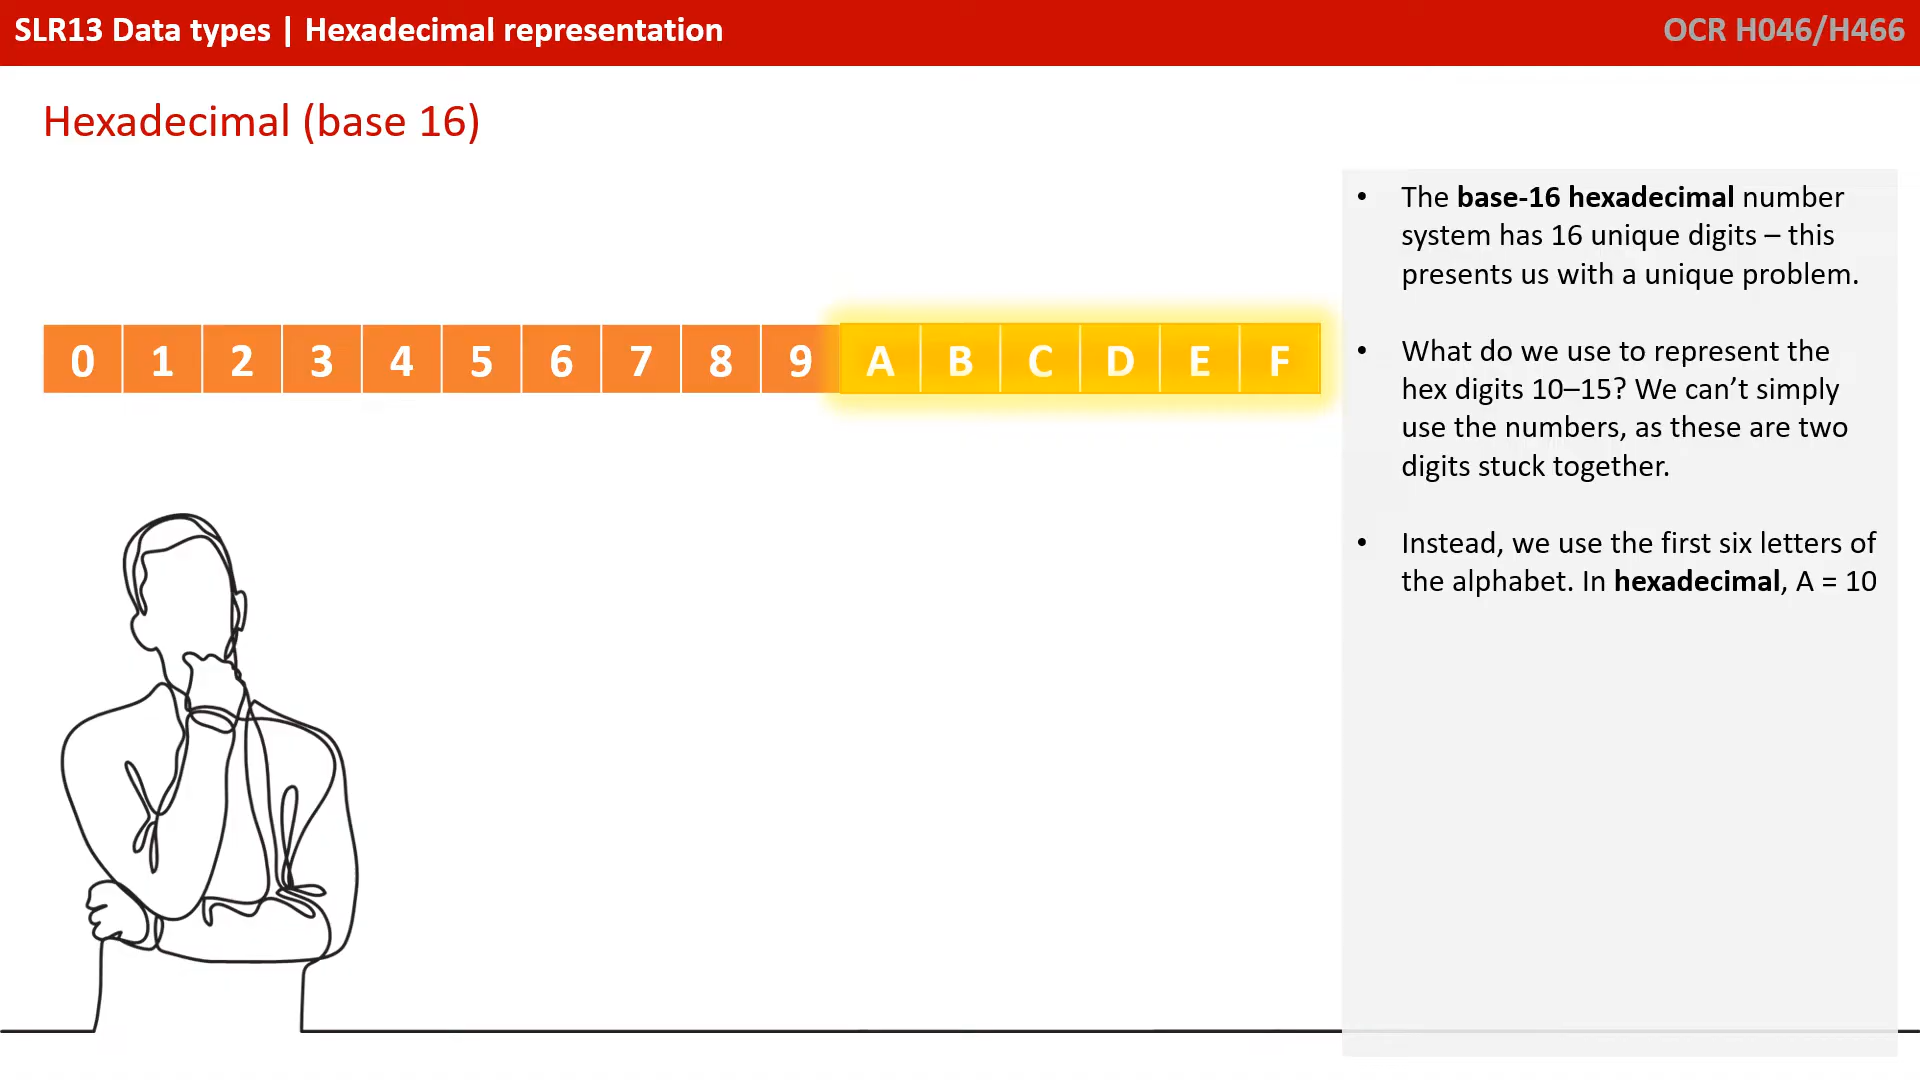 SLR13 Data types | Hexadecimal representation
OCR H046/H466
Hexadecimal (base 16)
0 1 2 3 4 5 6 7 8 9 A B C D E F
• The base-16 hexadecimal number
system has 16 unique digits – this
presents us with a unique problem.
• What do we use to represent the
hex digits 10–15? We can’t simply
use the numbers, as these are two
digits stuck together.
• Instead, we use the first six letters of
the alphabet. In hexadecimal, A = 10